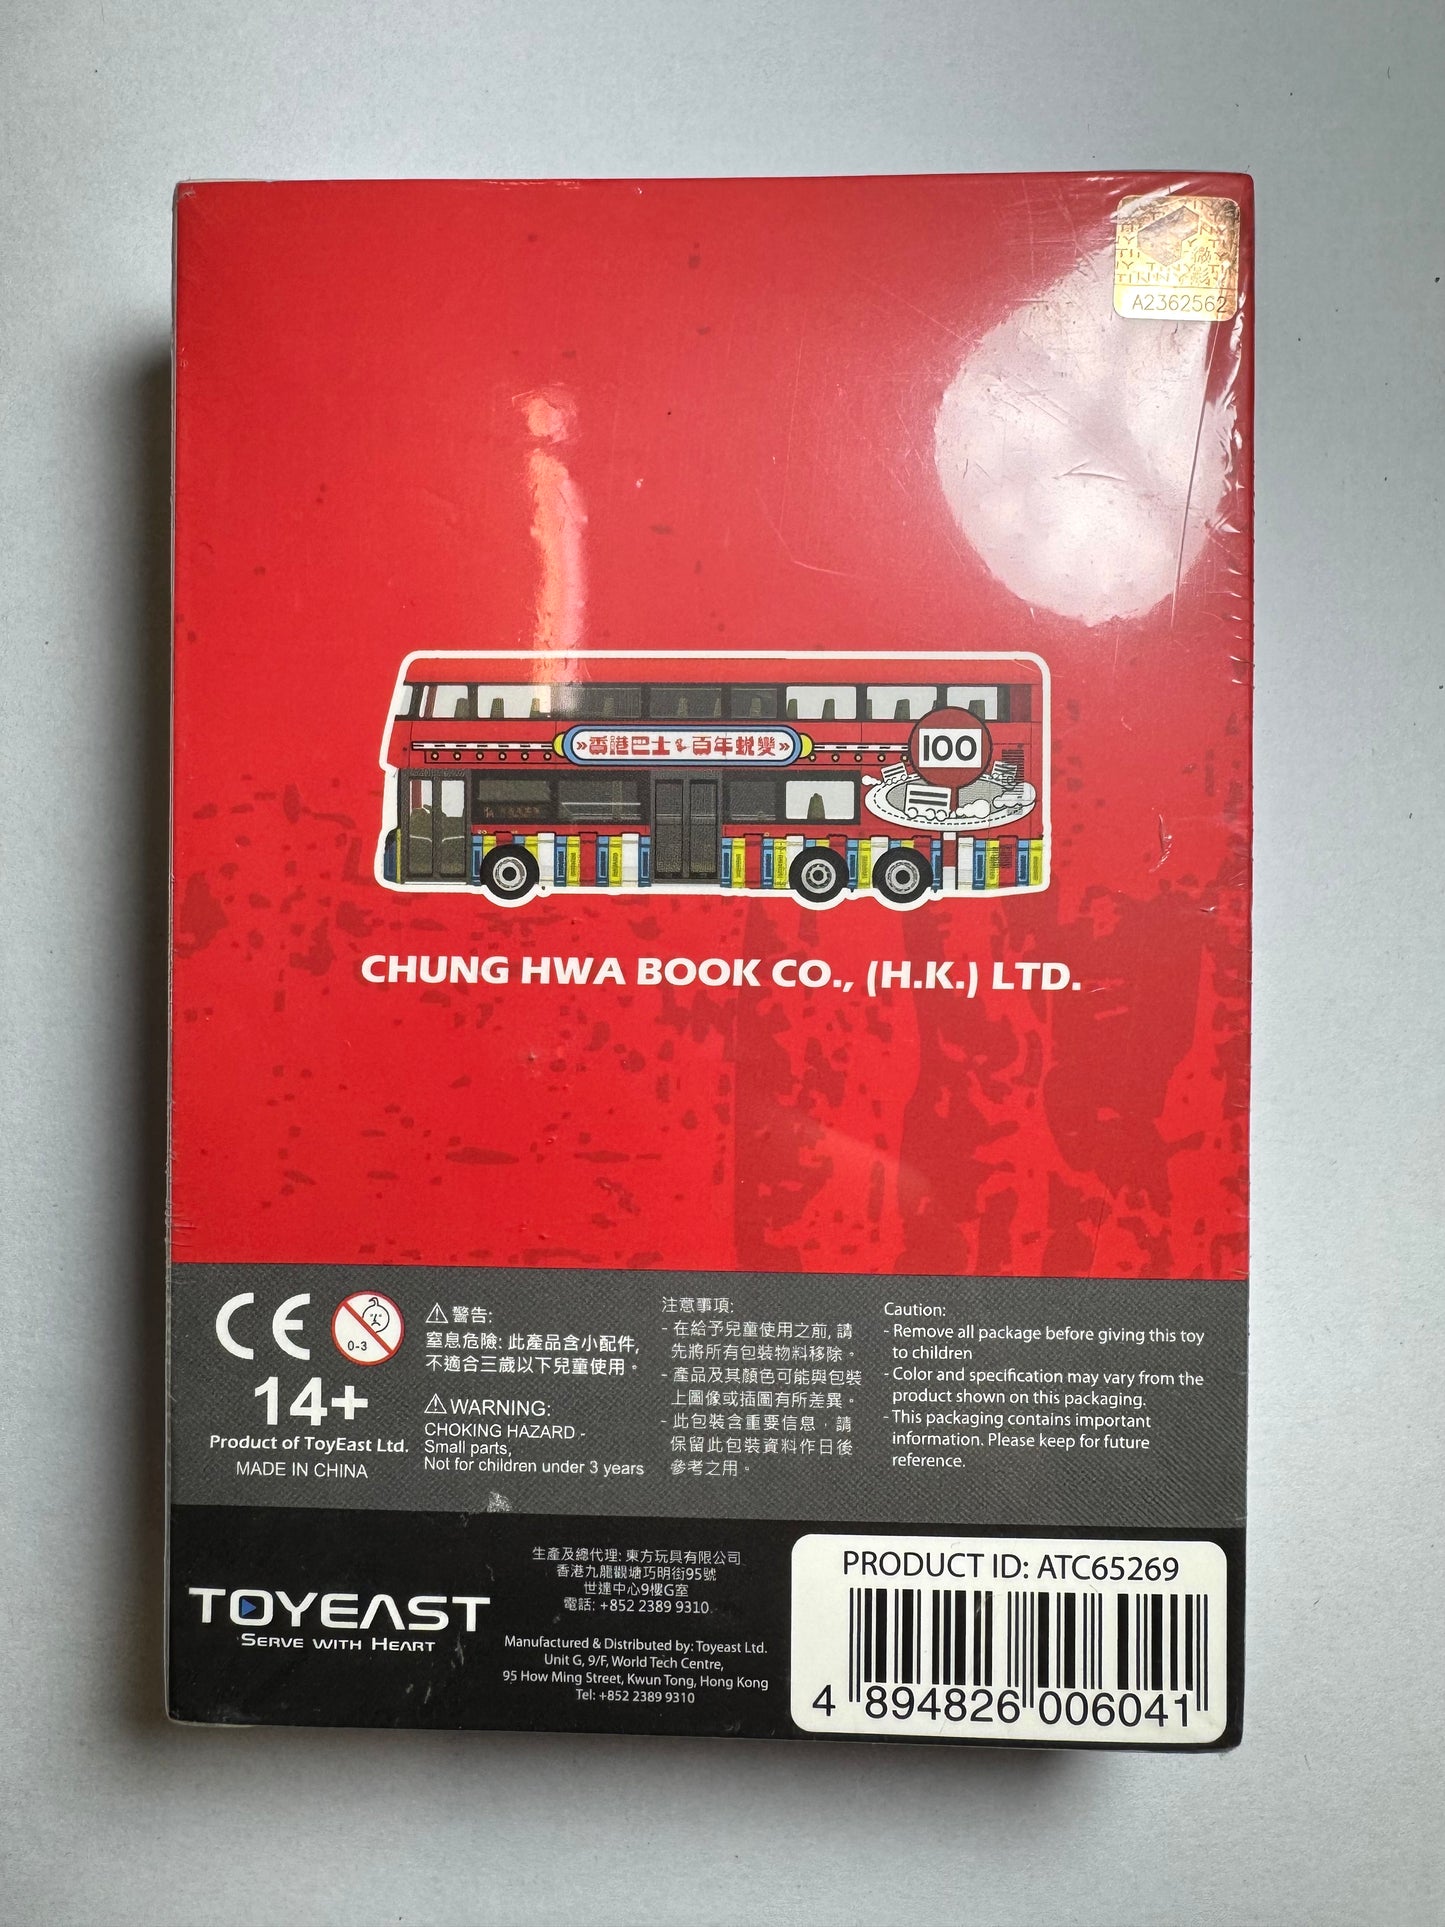 TINY 微影
A2362562
»香港巴士 & 百年蛻變»
100
CHUNG HWA BOOK CO., (H.K.) LTD.
CE
0-3
14+
Product of ToyEast Ltd.
MADE IN CHINA
⚠警告:
窒息危險: 此產品含小配件,
不適合三歲以下兒童使用。
⚠WARNING:
CHOKING HAZARD -
Small parts,
Not for children under 3 years
注意事項:
- 在給予兒童使用之前, 請
先將所有包裝物料移除。
- 產品及其顏色可能與包裝
上圖像或插圖有所差異。
- 此包裝含重要信息，請
保留此包裝資料作日後
參考之用。
Caution:
- Remove all package before giving this toy
to children
- Color and specification may vary from the
product shown on this packaging.
- This packaging contains important
information. Please keep for future
reference.
TOYEAST
SERVE WITH HEART
生產及總代理: 東方玩具有限公司
香港九龍觀塘巧明街95號
世達中心9樓G室
電話: +852 2389 9310
Manufactured & Distributed by: Toyeast Ltd.
Unit G, 9/F, World Tech Centre,
95 How Ming Street, Kwun Tong, Hong Kong
Tel: +852 2389 9310
PRODUCT ID: ATC65269
4 894826 006041